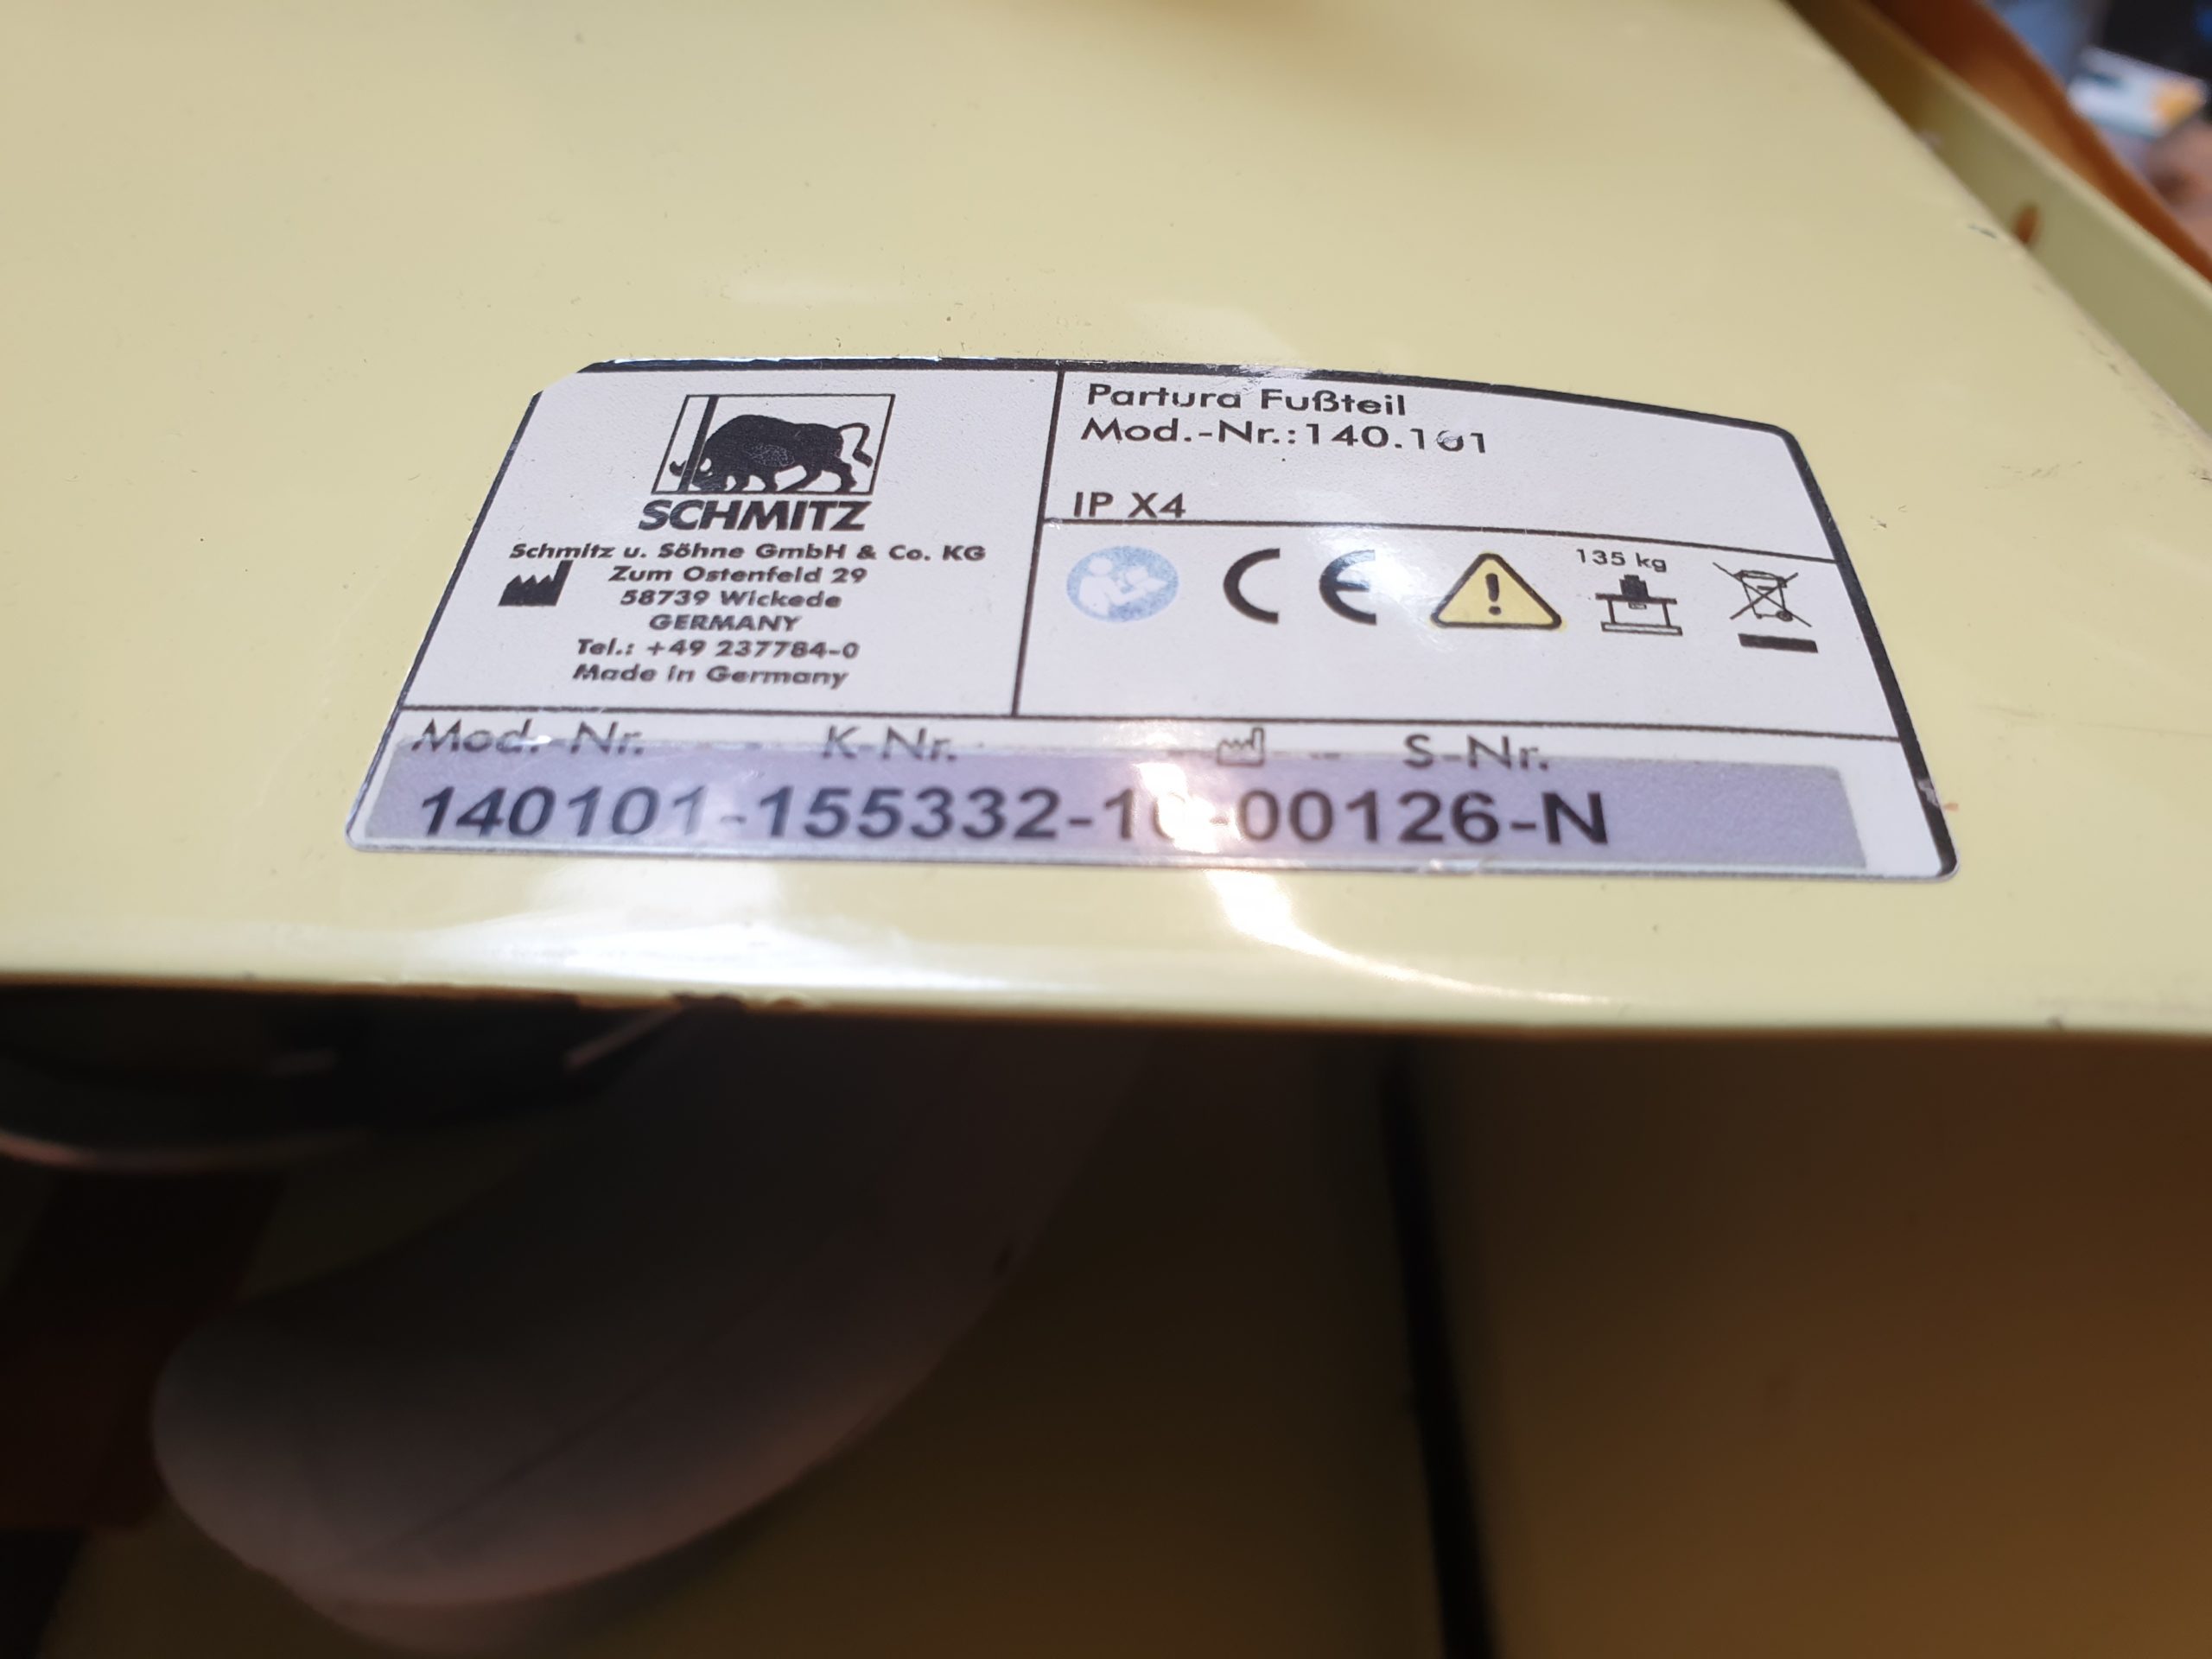 SCHMITZ
Schmitz u. Söhne GmbH & Co. KG
Zum Ostenfeld 29
58739 Wickede
GERMANY
Tel.: +49 237784-0
Made in Germany
Partura Fußteil
Mod.-Nr.:140.101
IP X4
CE
135 kg
Mod.-Nr. K-Nr. S-Nr.